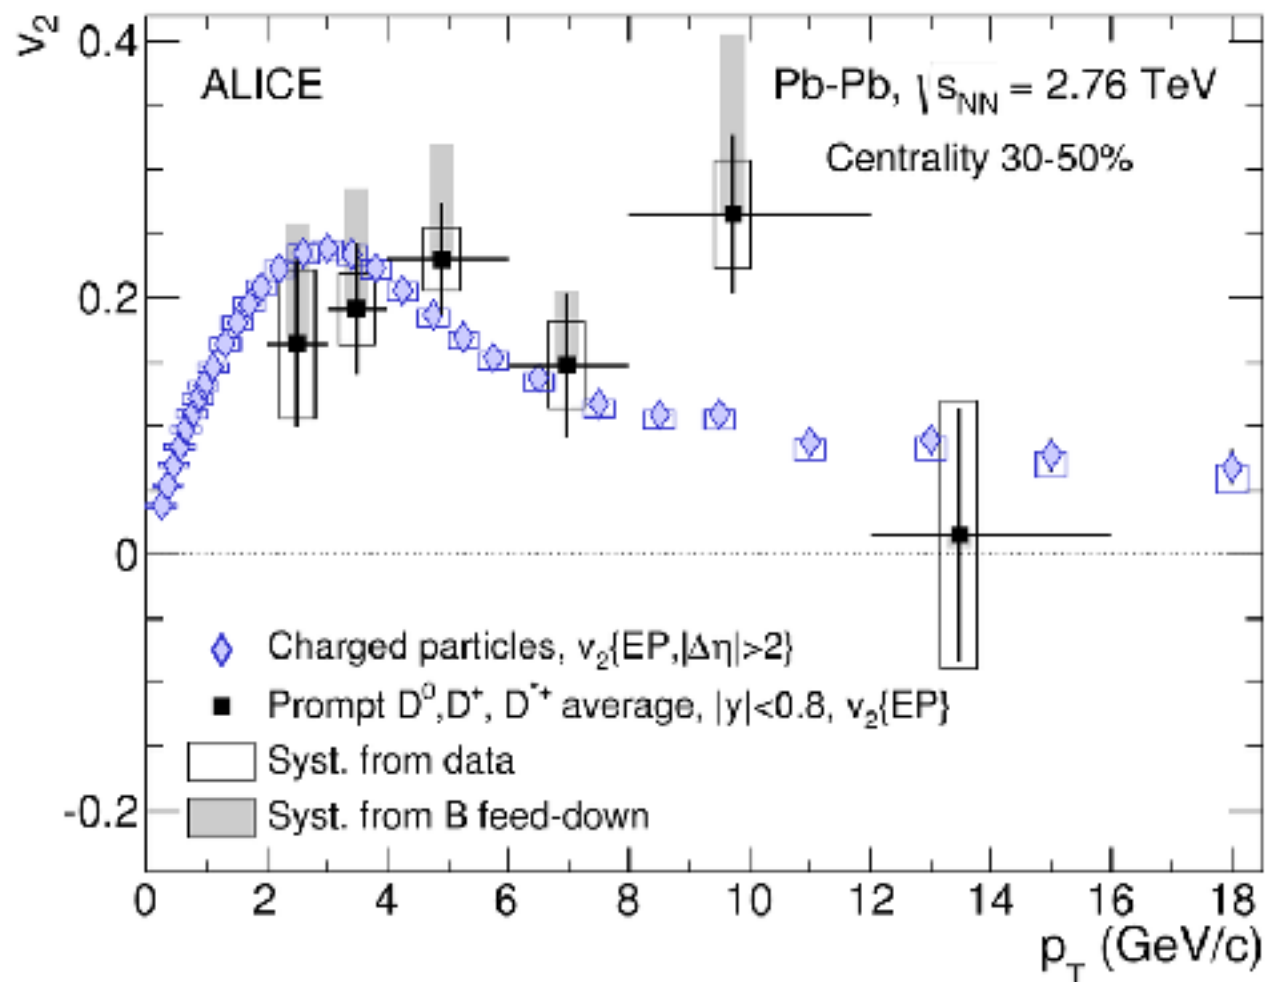 v₂
0.4
0.2
0
-0.2
ALICE
Pb-Pb, √s_NN = 2.76 TeV
Centrality 30-50%
Charged particles, v₂{EP,|Δη|>2}
Prompt D⁰,D⁺, D*⁺ average, |y|<0.8, v₂{EP}
Syst. from data
Syst. from B feed-down
0 2 4 6 8 10 12 14 16 18
p_T (GeV/c)